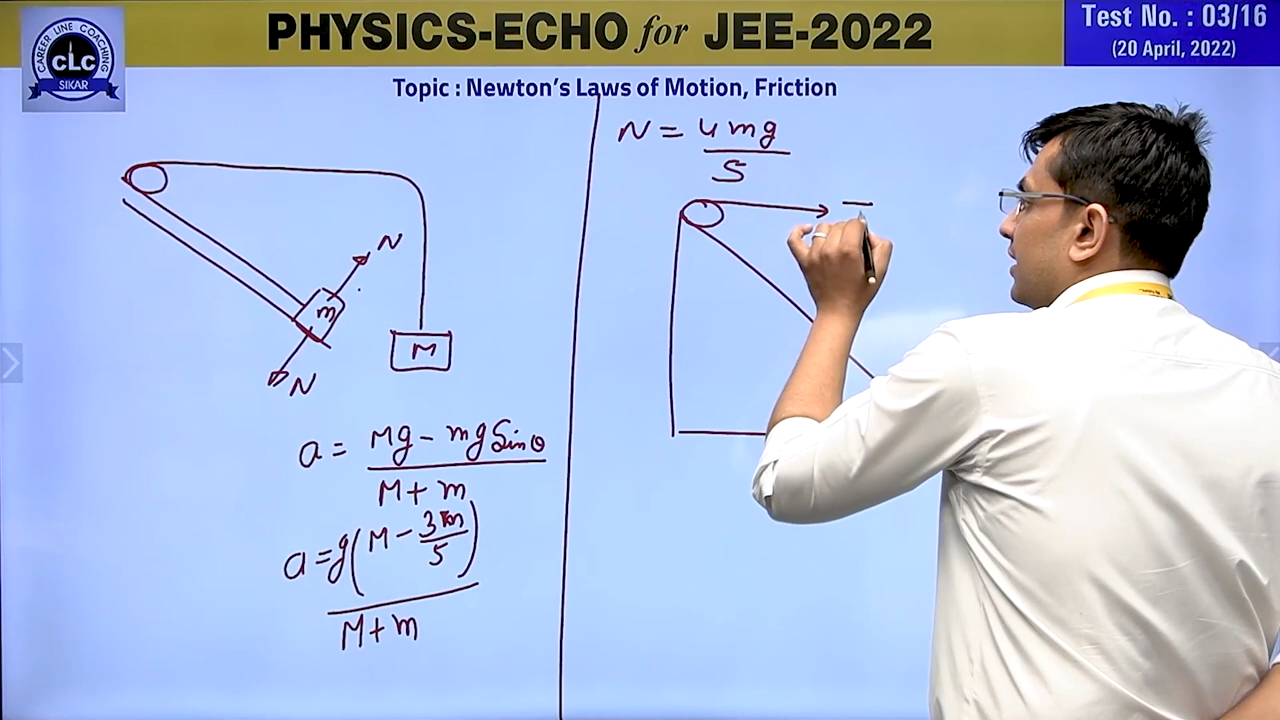 CAREER LINE COACHING
CLC
SIKAR
PHYSICS-ECHO for JEE-2022
Test No. : 03/16
(20 April, 2022)
Topic : Newton's Laws of Motion, Friction
N
m
N
M
a = Mg - mg Sinθ
M + m
a = g(M - 3m
5)
M + m
N = 4mg
5